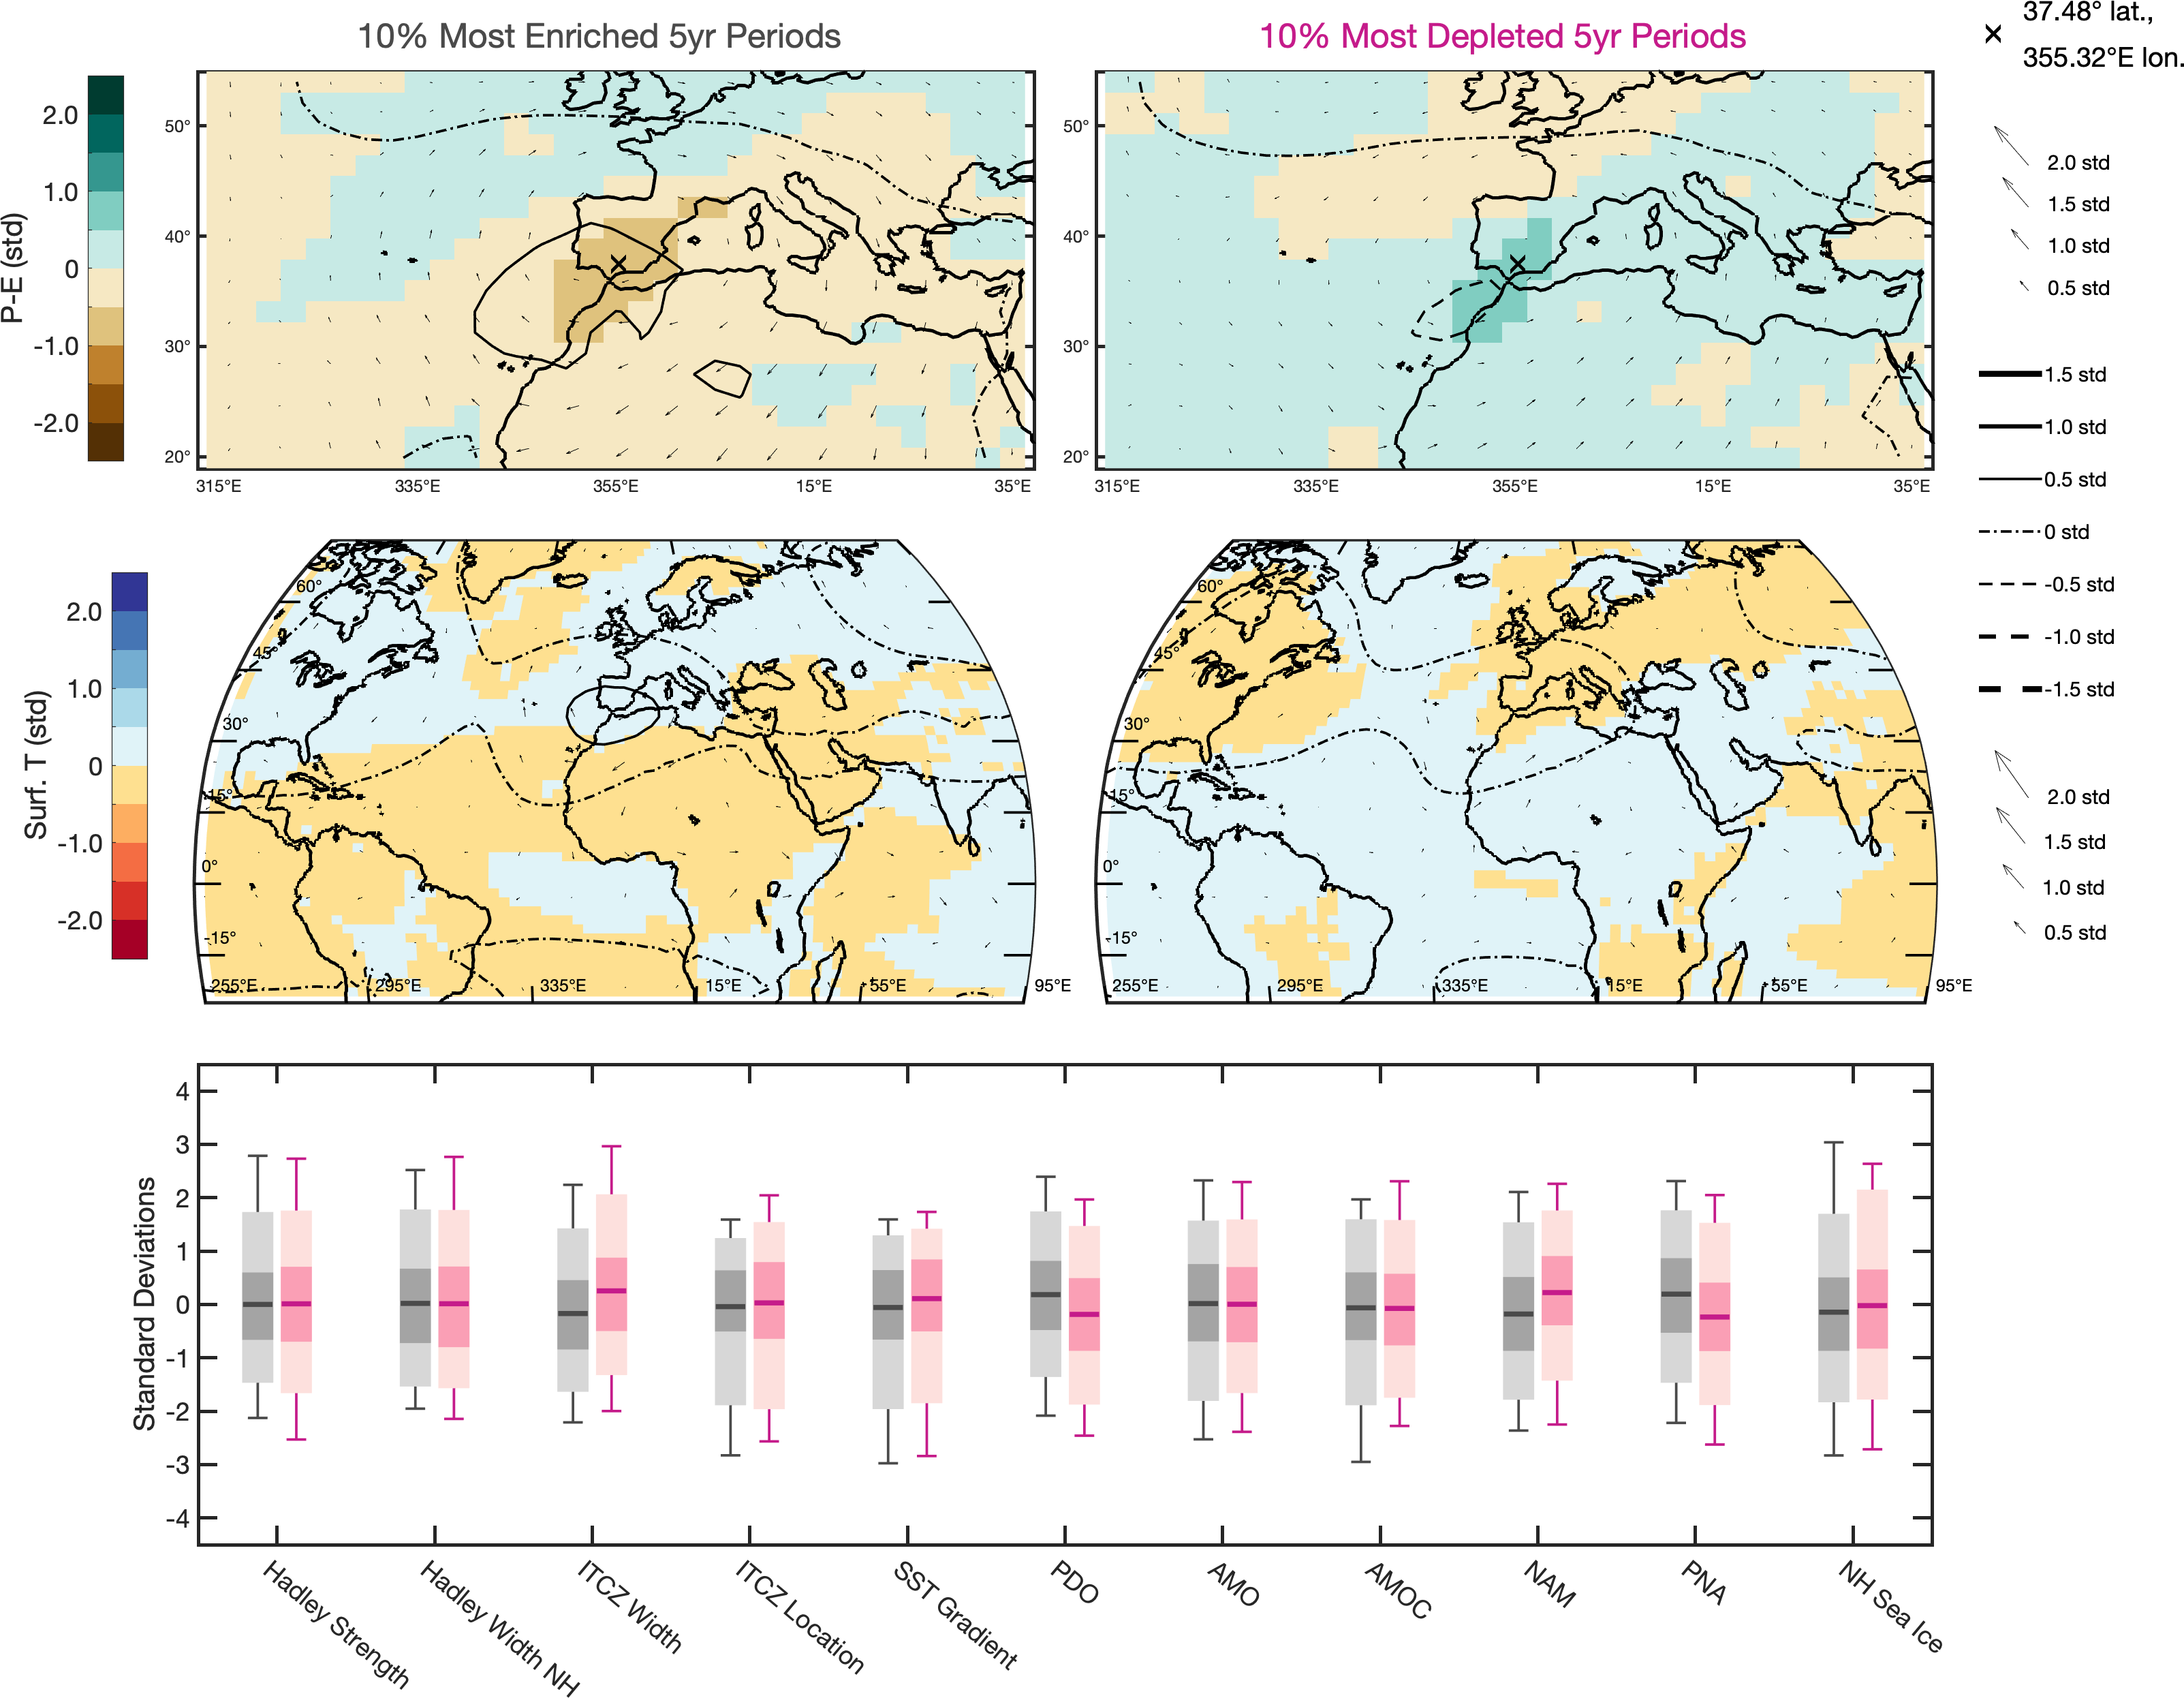 10% Most Enriched 5yr Periods
10% Most Depleted 5yr Periods
37.48° lat.,
355.32°E lon.
P-E (std)
2.0
1.0
0
-1.0
-2.0
50°
40°
30°
20°
315°E
335°E
355°E
15°E
35°E
50°
40°
30°
20°
315°E
335°E
355°E
15°E
35°E
2.0 std
1.5 std
1.0 std
0.5 std
1.5 std
1.0 std
0.5 std
0 std
-0.5 std
-1.0 std
-1.5 std
Surf. T (std)
2.0
1.0
0
-1.0
-2.0
60°
45°
30°
15°
0°
-15°
255°E
295°E
335°E
15°E
55°E
95°E
60°
45°
30°
15°
0°
-15°
255°E
295°E
335°E
15°E
55°E
95°E
2.0 std
1.5 std
1.0 std
0.5 std
Standard Deviations
4
3
2
1
0
-1
-2
-3
-4
Hadley Strength
Hadley Width NH
ITCZ Width
ITCZ Location
SST Gradient
PDO
AMO
AMOC
NAM
PNA
NH Sea Ice